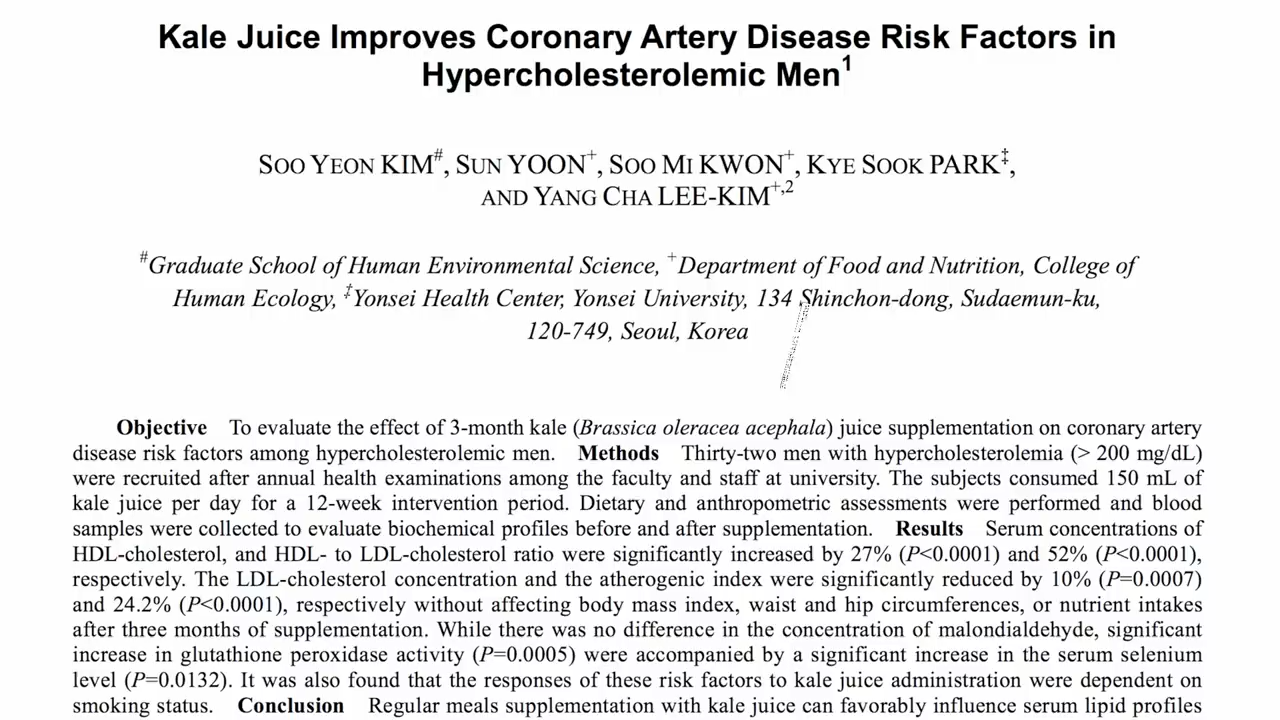 Kale Juice Improves Coronary Artery Disease Risk Factors in
Hypercholesterolemic Men1
SOO YEON KIM#, SUN YOON+, SOO MI KWON+, KYE SOOK PARK‡,
AND YANG CHA LEE-KIM+,2
#Graduate School of Human Environmental Science, +Department of Food and Nutrition, College of
Human Ecology, ‡Yonsei Health Center, Yonsei University, 134 Shinchon-dong, Sudaemun-ku,
120-749, Seoul, Korea
Objective To evaluate the effect of 3-month kale (Brassica oleracea acephala) juice supplementation on coronary artery
disease risk factors among hypercholesterolemic men. Methods Thirty-two men with hypercholesterolemia (> 200 mg/dL)
were recruited after annual health examinations among the faculty and staff at university. The subjects consumed 150 mL of
kale juice per day for a 12-week intervention period. Dietary and anthropometric assessments were performed and blood
samples were collected to evaluate biochemical profiles before and after supplementation. Results Serum concentrations of
HDL-cholesterol, and HDL- to LDL-cholesterol ratio were significantly increased by 27% (P<0.0001) and 52% (P<0.0001),
respectively. The LDL-cholesterol concentration and the atherogenic index were significantly reduced by 10% (P=0.0007)
and 24.2% (P<0.0001), respectively without affecting body mass index, waist and hip circumferences, or nutrient intakes
after three months of supplementation. While there was no difference in the concentration of malondialdehyde, significant
increase in glutathione peroxidase activity (P=0.0005) were accompanied by a significant increase in the serum selenium
level (P=0.0132). It was also found that the responses of these risk factors to kale juice administration were dependent on
smoking status. Conclusion Regular meals supplementation with kale juice can favorably influence serum lipid profiles